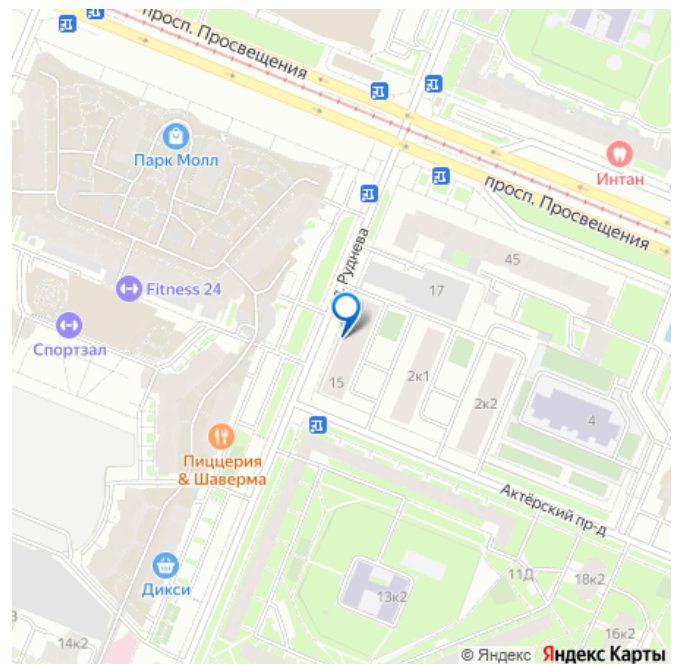 просп. Просвещения
Парк Молл
Интан
просп. Просвещения
Руднева
45
Fitness 24
17
Спортзал
15
2к1
2к2
4
Пиццерия
& Шаверма
Актёрский пр-д
Дикси
11Д
18к2
13к2
16к2
14к2
© Яндекс Яндекс Карты